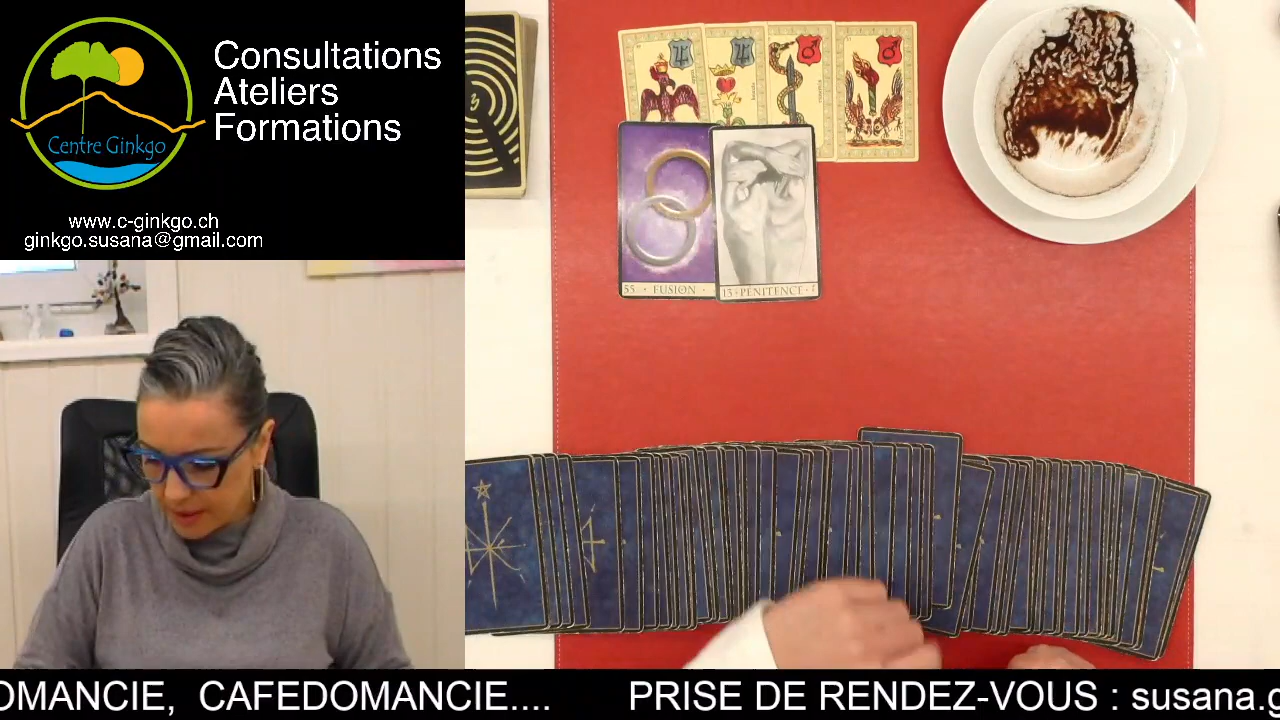 Consultations
Ateliers
Formations
Centre Ginkgo
www.c-ginkgo.ch
ginkgo.susana@gmail.com
55 • FUSION •
13 PÉNITENCE
OMANCIE, CAFEDOMANCIE.... PRISE DE RENDEZ-VOUS : susana.g